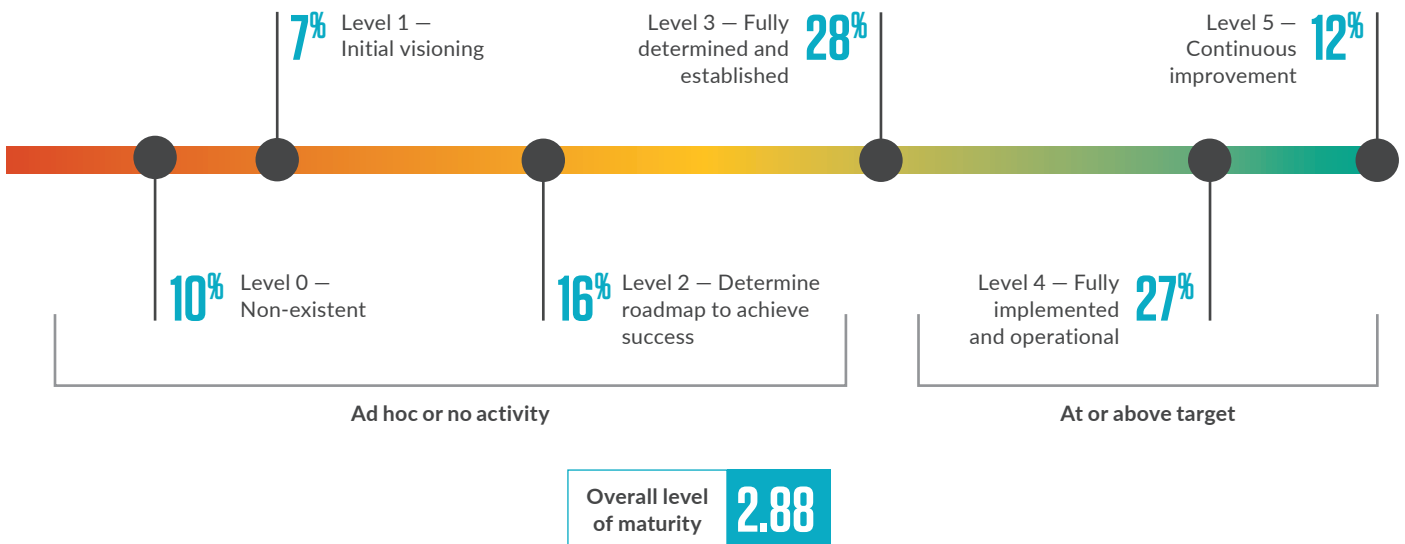 7%
Level 1 —
Initial visioning
Level 3 — Fully
determined and
established
28%
Level 5 —
Continuous
improvement
12%
10%
Level 0 —
Non-existent
16%
Level 2 — Determine
roadmap to achieve
success
Level 4 — Fully
implemented
and operational
27%
Ad hoc or no activity
At or above target
Overall level
of maturity
2.88